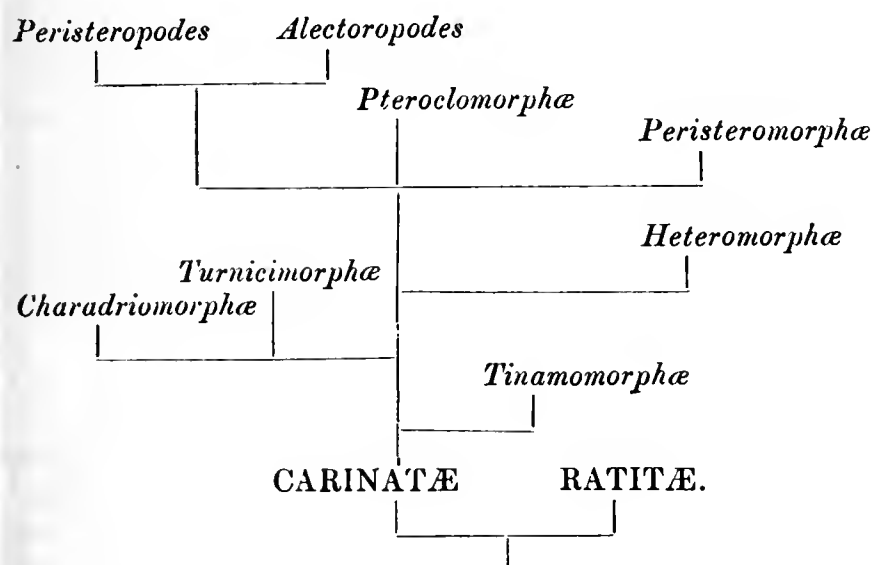 Peristeropodes Alectoropodes
Pteroclomorphæ
Peristeromorphæ
Heteromorphæ
Turnicimorphæ
Charadriomorphæ
Tinamomorphæ
CARINATÆ RATITÆ.